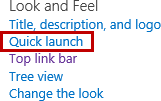 Look and Feel
Title, description, and logo
Quick launch
Top link bar
Tree view
Change the look